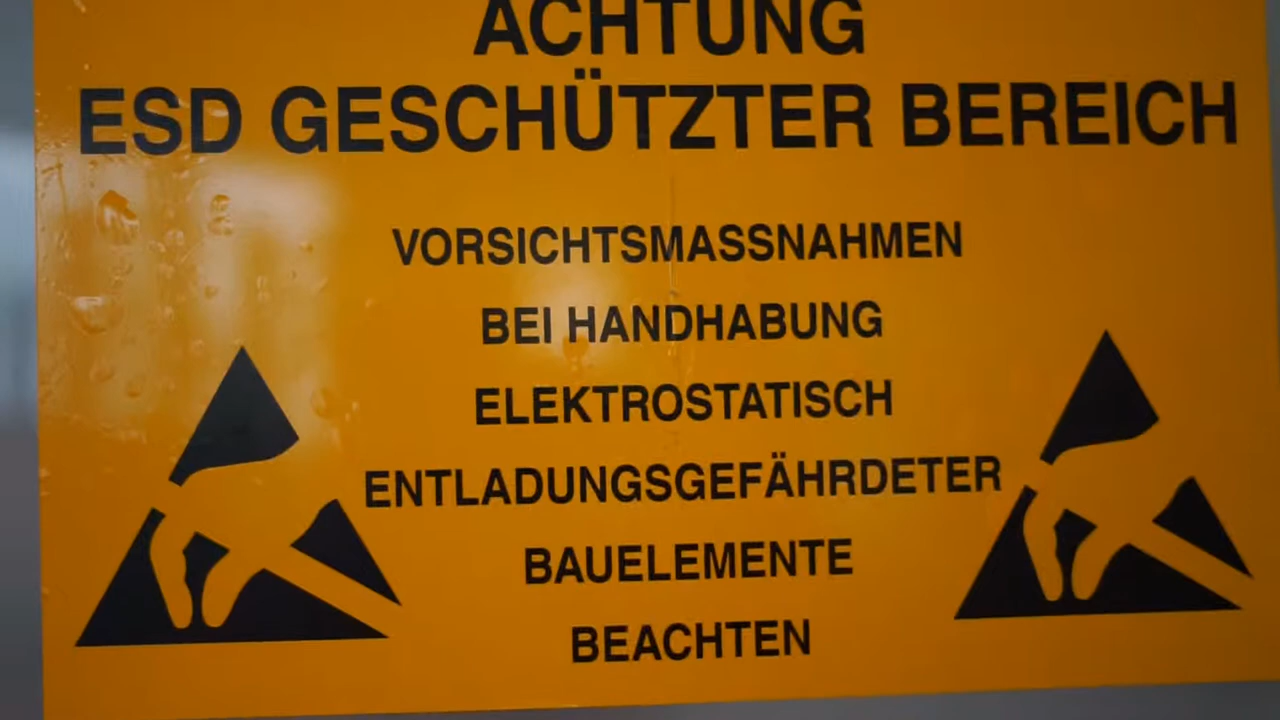 ACHTUNG
ESD GESCHÜTZTER BEREICH
VORSICHTSMASSNAHMEN
BEI HANDHABUNG
ELEKTROSTATISCH
ENTLADUNGSGEFÄHRDETER
BAUELEMENTE
BEACHTEN